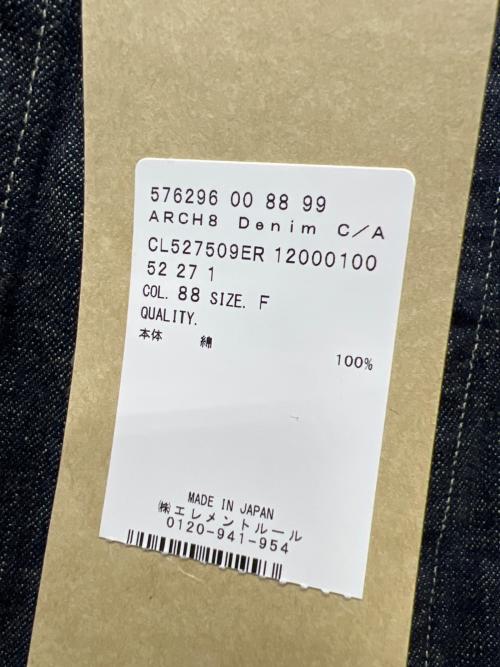 576296 00 88 99
ARCH8 Denim C/A
CL527509ER 12000100
52 27 1
COL. 88 SIZE. F
QUALITY.
本体 綿 100%
MADE IN JAPAN
㈱エレメントルール
0120-941-954